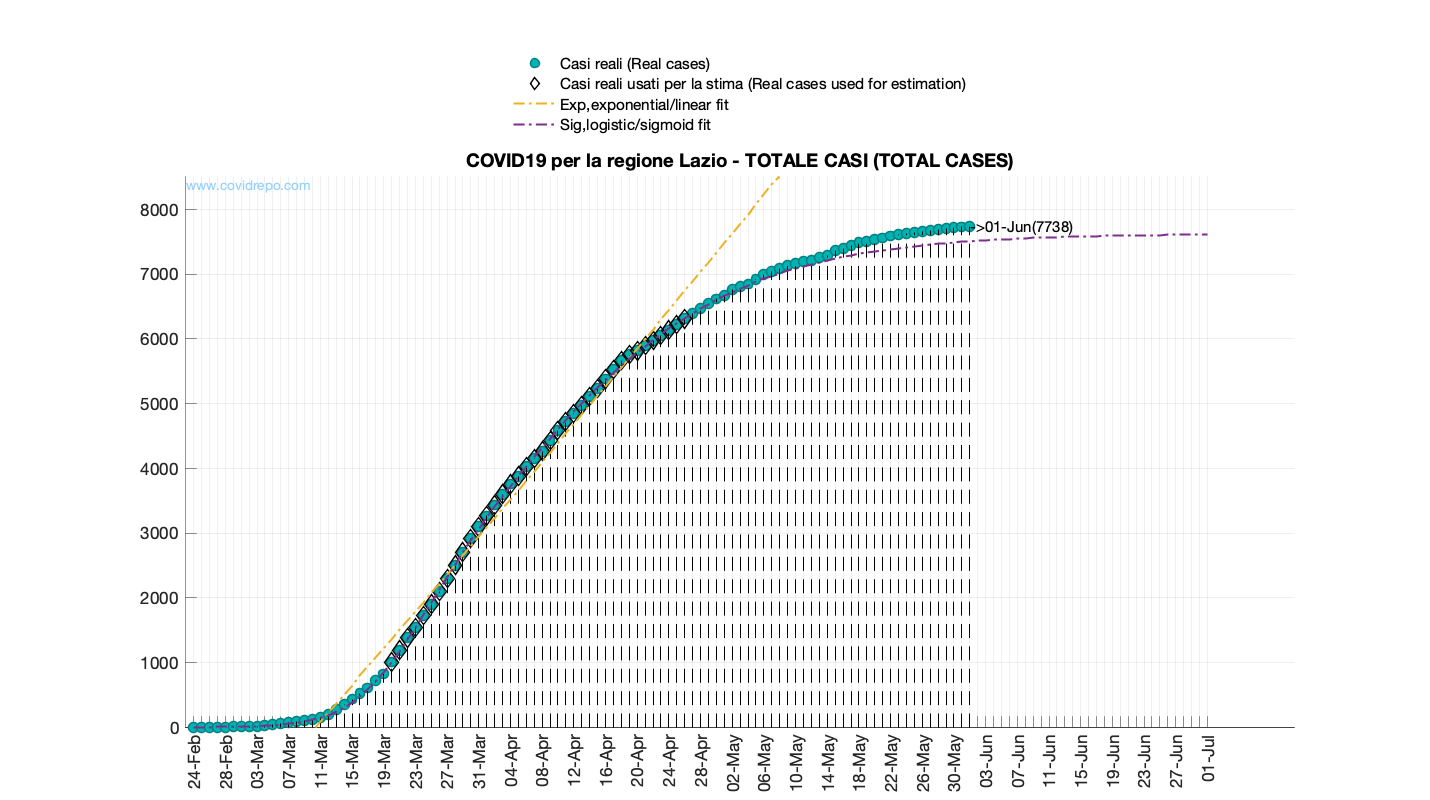 Casi reali (Real cases)
Casi reali usati per la stima (Real cases used for estimation)
Exp,exponential/linear fit
Sig,logistic/sigmoid fit
COVID19 per la regione Lazio - TOTALE CASI (TOTAL CASES)
www.covidrepo.com
8000
->01-Jun(7738)
7000
6000
5000
4000
3000
2000
1000
0
24-Feb
28-Feb
03-Mar
07-Mar
11-Mar
15-Mar
19-Mar
23-Mar
27-Mar
31-Mar
04-Apr
08-Apr
12-Apr
16-Apr
20-Apr
24-Apr
28-Apr
02-May
06-May
10-May
14-May
18-May
22-May
26-May
30-May
03-Jun
07-Jun
11-Jun
15-Jun
19-Jun
23-Jun
27-Jun
01-Jul